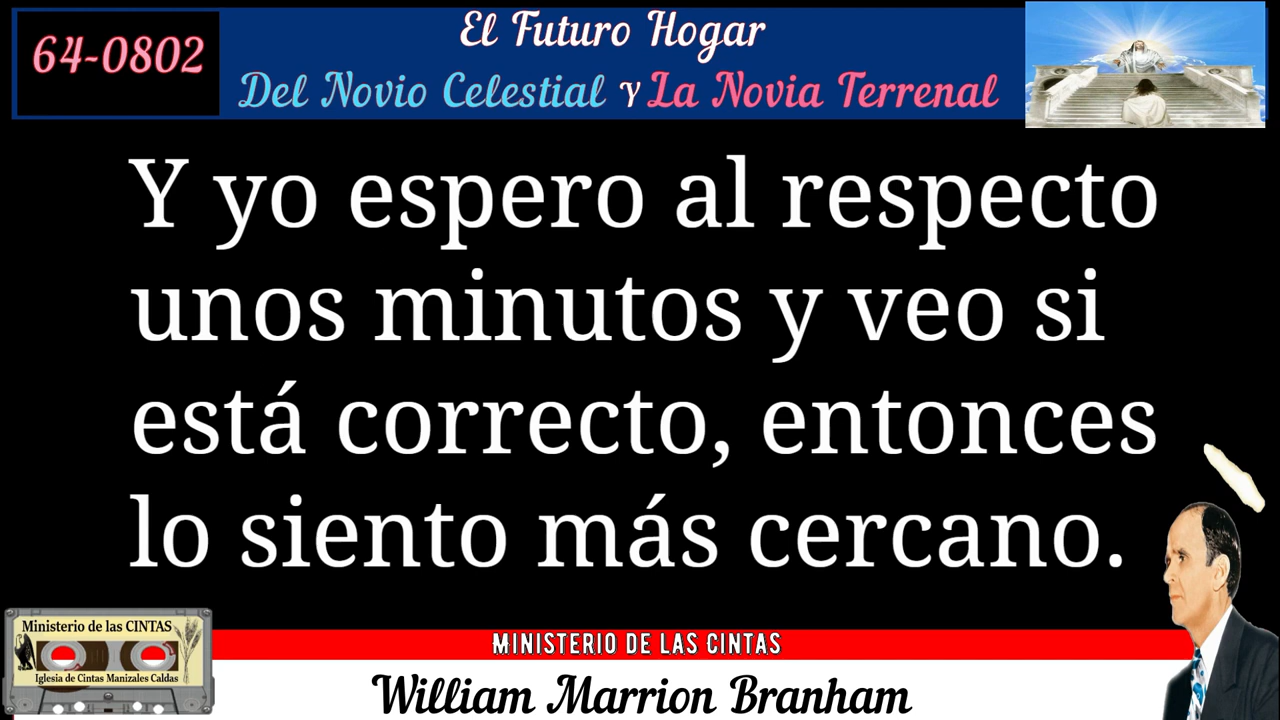 64-0802
El Futuro Hogar
Del Novio Celestial Y La Novia Terrenal
Y yo espero al respecto
unos minutos y veo si
está correcto, entonces
lo siento más cercano.
Ministerio de las CINTAS
Iglesia de Cintas Manizales Caldas
MINISTERIO DE LAS CINTAS
William Marrion Branham